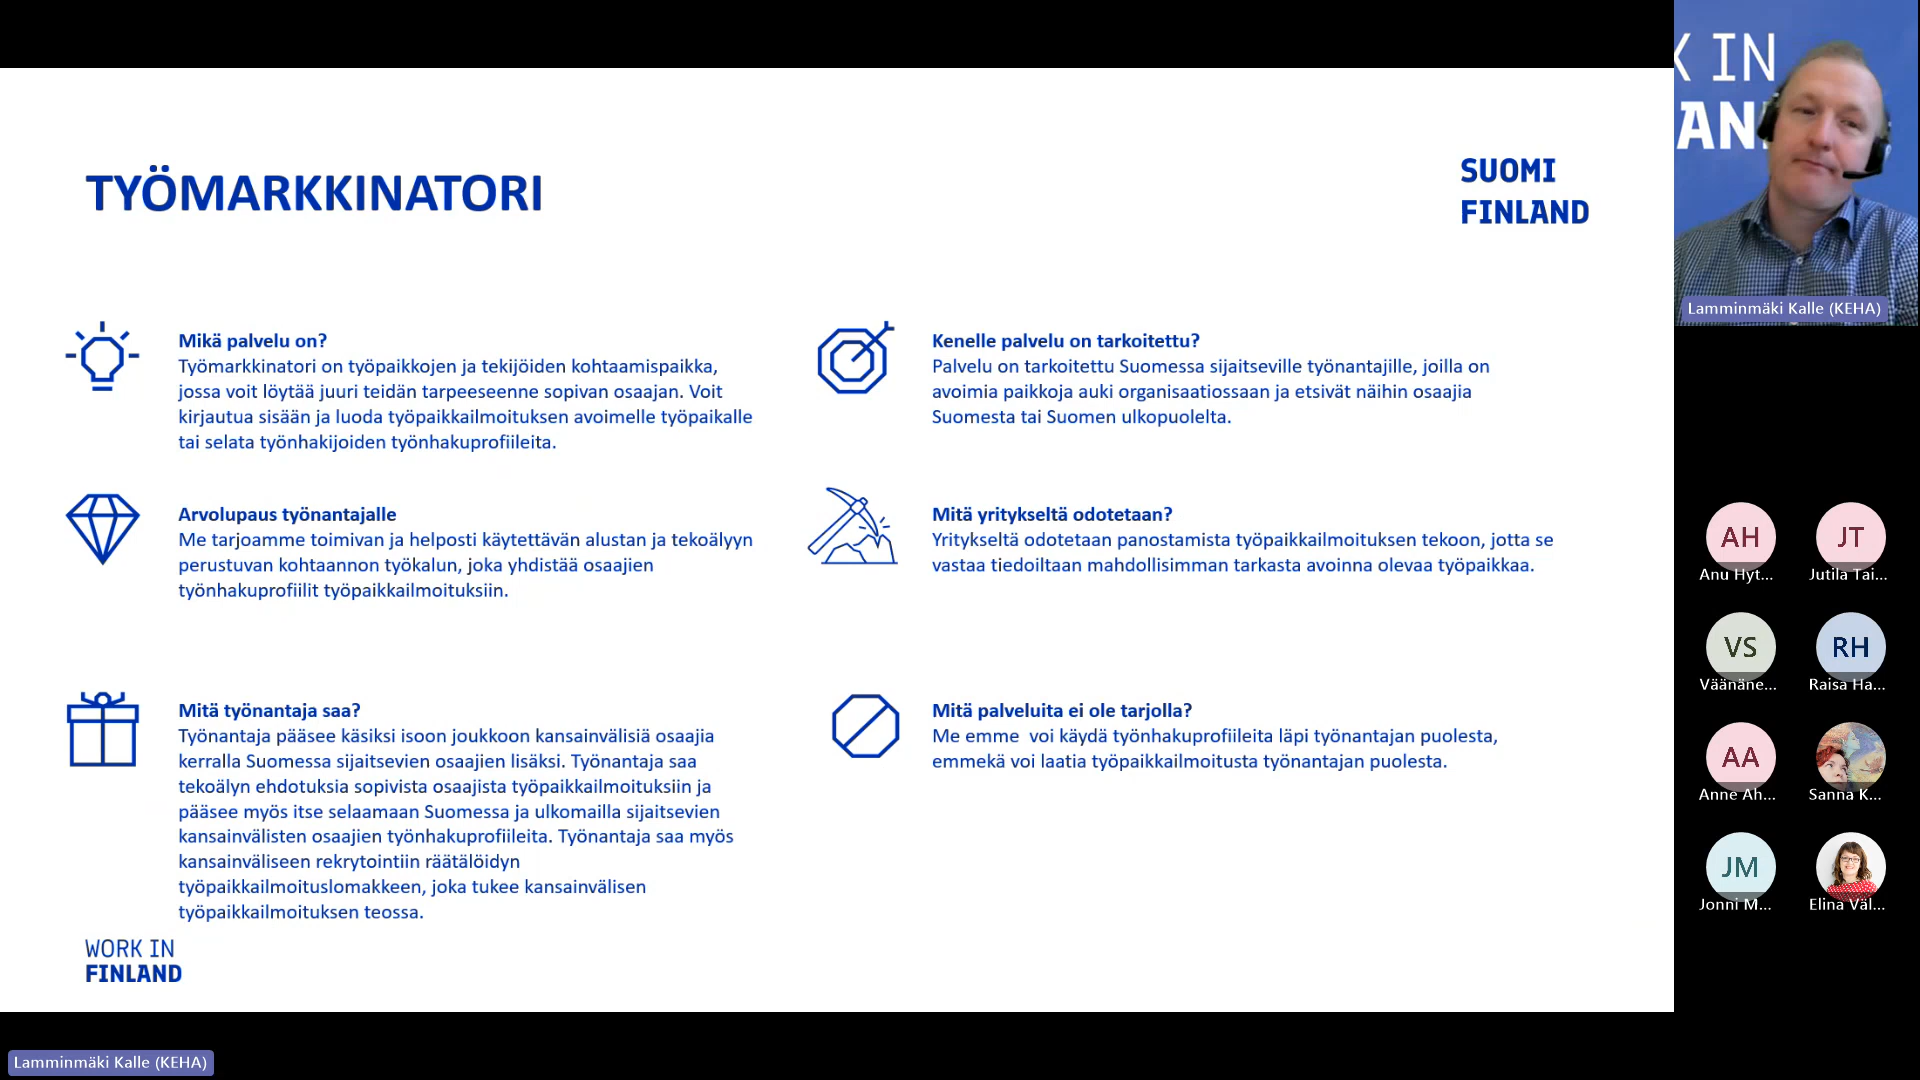 TYÖMARKKINATORI
SUOMI
FINLAND
Mikä palvelu on?
Työmarkkinatori on työpaikkojen ja tekijöiden kohtaamispaikka,
jossa voit löytää juuri teidän tarpeeseenne sopivan osaajan. Voit
kirjautua sisään ja luoda työpaikkailmoituksen avoimelle työpaikalle
tai selata työnhakijoiden työnhakuprofiileita.
Kenelle palvelu on tarkoitettu?
Palvelu on tarkoitettu Suomessa sijaitseville työnantajille, joilla on
avoimia paikkoja auki organisaatiossaan ja etsivät näihin osaajia
Suomesta tai Suomen ulkopuolelta.
Arvolupaus työnantajalle
Me tarjoamme toimivan ja helposti käytettävän alustan ja tekoälyyn
perustuvan kohtaannon työkalun, joka yhdistää osaajien
työnhakuprofiilit työpaikkailmoituksiin.
Mitä yritykseltä odotetaan?
Yritykseltä odotetaan panostamista työpaikkailmoituksen tekoon, jotta se
vastaa tiedoiltaan mahdollisimman tarkasta avoinna olevaa työpaikkaa.
Mitä työnantaja saa?
Työnantaja pääsee käsiksi isoon joukkoon kansainvälisiä osaajia
kerralla Suomessa sijaitsevien osaajien lisäksi. Työnantaja saa
tekoälyn ehdotuksia sopivista osaajista työpaikkailmoituksiin ja
pääsee myös itse selaamaan Suomessa ja ulkomailla sijaitsevien
kansainvälisten osaajien työnhakuprofiileita. Työnantaja saa myös
kansainväliseen rekrytointiin räätälöidyn
työpaikkailmoituslomakkeen, joka tukee kansainvälisen
työpaikkailmoituksen teossa.
Mitä palveluita ei ole tarjolla?
Me emme voi käydä työnhakuprofiileita läpi työnantajan puolesta,
emmekä voi laatia työpaikkailmoitusta työnantajan puolesta.
WORK IN
FINLAND
Lamminmäki Kalle (KEHA)
K IN
AN
Lamminmäki Kalle (KEHA)
AH
Anu Hyt...
JT
Jutila Tai...
VS
Väänäne...
RH
Raisa Ha...
AA
Anne Ah...
Sanna K...
JM
Jonni M...
Elina Väl...